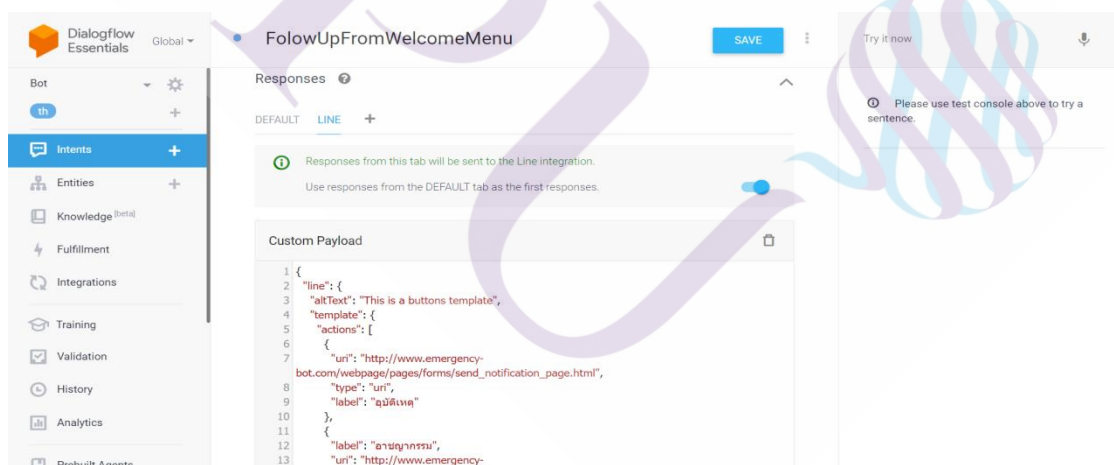 Dialogflow
Essentials
Global
FolowUpFromWelcomeMenu
SAVE
Try it now
Bot
th
Intents
Entities
Knowledge [beta]
Fulfillment
Integrations
Training
Validation
History
Analytics
Prebuilt Agents
Responses
DEFAULT LINE
Responses from this tab will be sent to the Line integration.
Use responses from the DEFAULT tab as the first responses.
Custom Payload
1 {
2 "line": {
3 "altText": "This is a buttons template",
4 "template": {
5 "actions": [
6 {
7 "uri": "http://www.emergency-
bot.com/webpage/pages/forms/send_notification_page.html",
8 "type": "uri",
9 "label": "อุบัติเหตุ"
10 },
11 {
12 "label": "อาชญากรรม",
13 "uri": "http://www.emergency-
Please use test console above to try a
sentence.